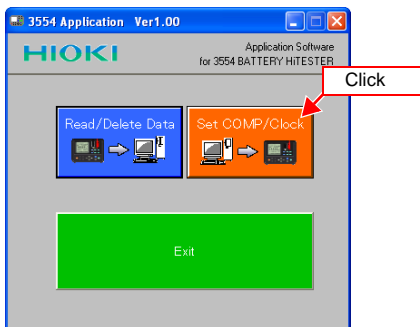 3554 Application Ver1.00
HIOKI
Application Software
for 3554 BATTERY HiTESTER
Click
Read/Delete Data
Set COMP/Clock
Exit